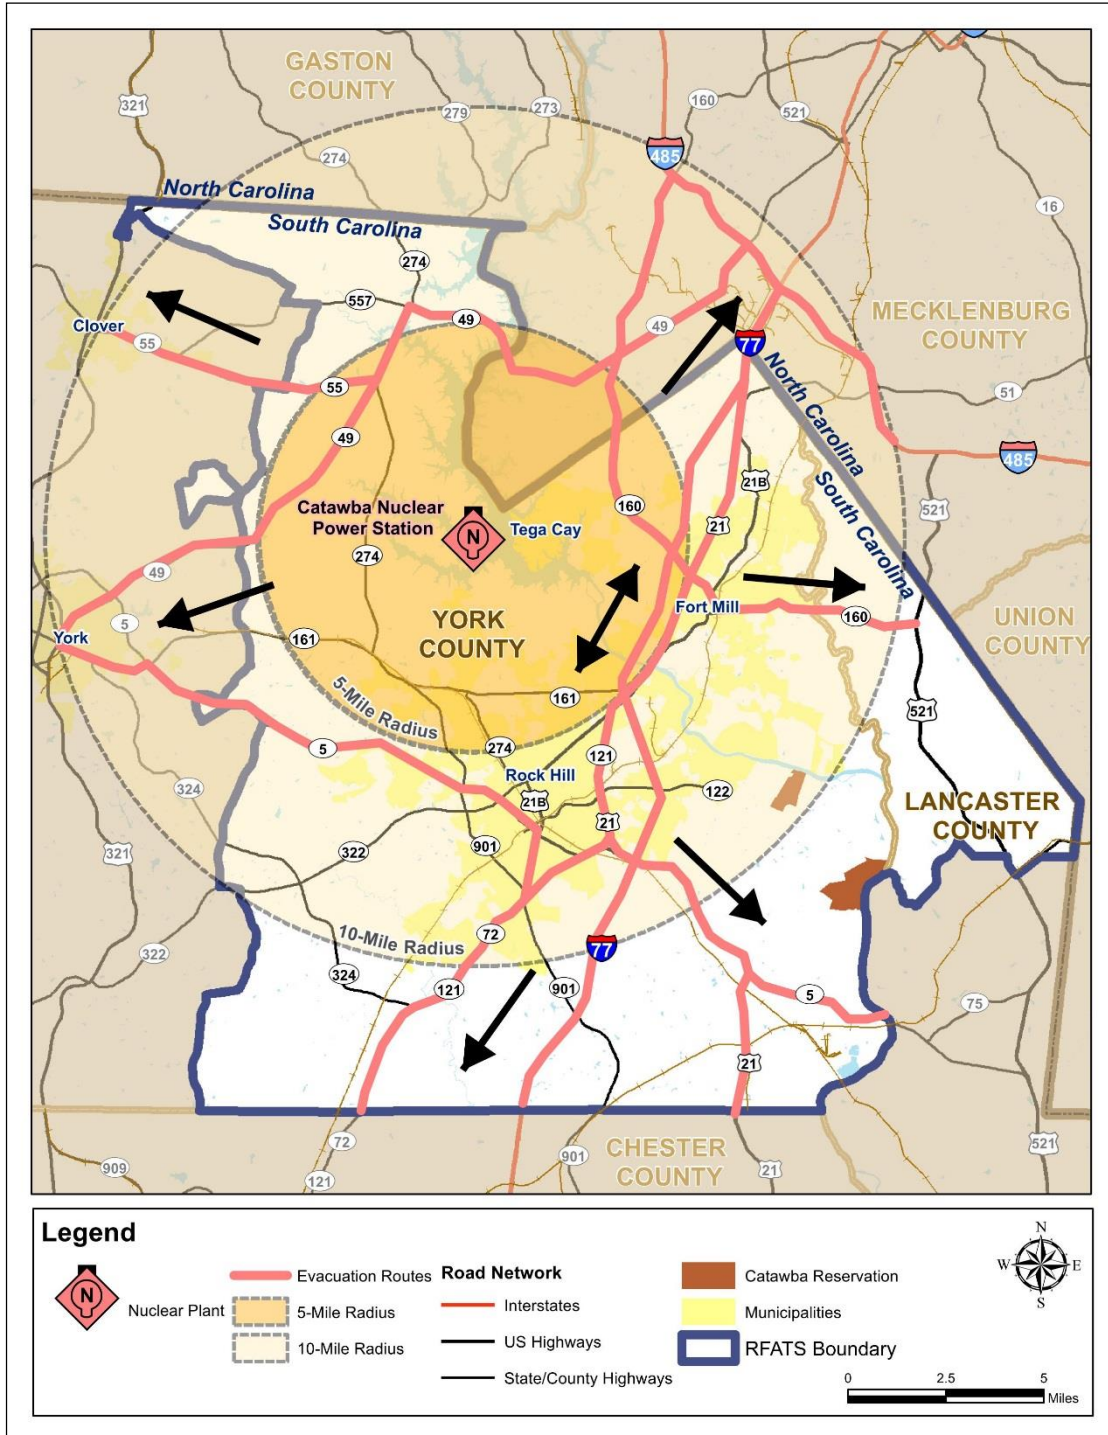 GASTON
COUNTY
321
279
273
160
521
274
485
16
North Carolina
South Carolina
274
557
49
49
MECKLENBURG
COUNTY
Clover
55
55
77
North Carolina
South Carolina
51
49
485
21B
Catawba Nuclear
Power Station
N
Tega Cay
160
21
521
274
49
5
York
YORK
COUNTY
Fort Mill
160
UNION
COUNTY
161
161
5-Mile Radius
5
274
121
521
Rock Hill
21B
122
324
LANCASTER
COUNTY
21
321
322
901
10-Mile Radius
72
77
322
324
121
901
5
75
21
CHESTER
COUNTY
72
901
21
521
909
121
Legend
N
Nuclear Plant
Evacuation Routes
5-Mile Radius
10-Mile Radius
Road Network
Interstates
US Highways
State/County Highways
Catawba Reservation
Municipalities
RFATS Boundary
N
W
E
S
0
2.5
5
Miles